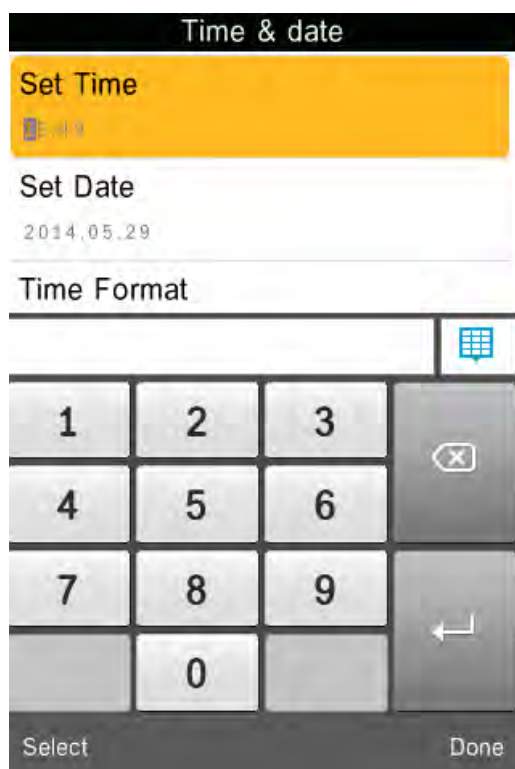 Time & date
Set Time
Set Date
2014.05.29
Time Format
1 2 3
4 5 6
7 8 9
0
Select Done